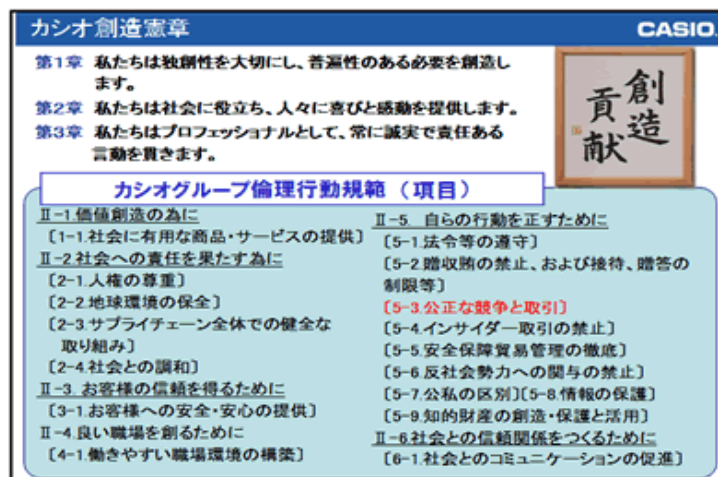 カシオ創造憲章
CASIO.
第1章 私たちは独創性を大切にし、普遍性のある必要を創造し
ます。
第2章 私たちは社会に役立ち、人々に喜びと感動を提供します。
第3章 私たちはプロフェッショナルとして、常に誠実で責任ある
言動を貫きます。
創造
貢献
カシオグループ倫理行動規範（項目）
Ⅱ-1.価値創造の為に
〔1-1.社会に有用な商品・サービスの提供〕
Ⅱ-2.社会への責任を果たす為に
〔2-1.人権の尊重〕
〔2-2.地球環境の保全〕
〔2-3.サプライチェーン全体での健全な
取り組み〕
〔2-4.社会との調和〕
Ⅱ-3.お客様の信頼を得るために
〔3-1.お客様への安全・安心の提供〕
Ⅱ-4.良い職場を創るために
〔4-1.働きやすい職場環境の構築〕
Ⅱ-5. 自らの行動を正すために
〔5-1.法令等の遵守〕
〔5-2.贈収賄の禁止、および接待、贈答の
制限等〕
〔5-3.公正な競争と取引〕
〔5-4.インサイダー取引の禁止〕
〔5-5.安全保障貿易管理の徹底〕
〔5-6.反社会勢力への関与の禁止〕
〔5-7.公私の区別〕〔5-8.情報の保護〕
〔5-9.知的財産の創造・保護と活用〕
Ⅱ-6.社会との信頼関係をつくるために
〔6-1.社会とのコミュニケーションの促進〕